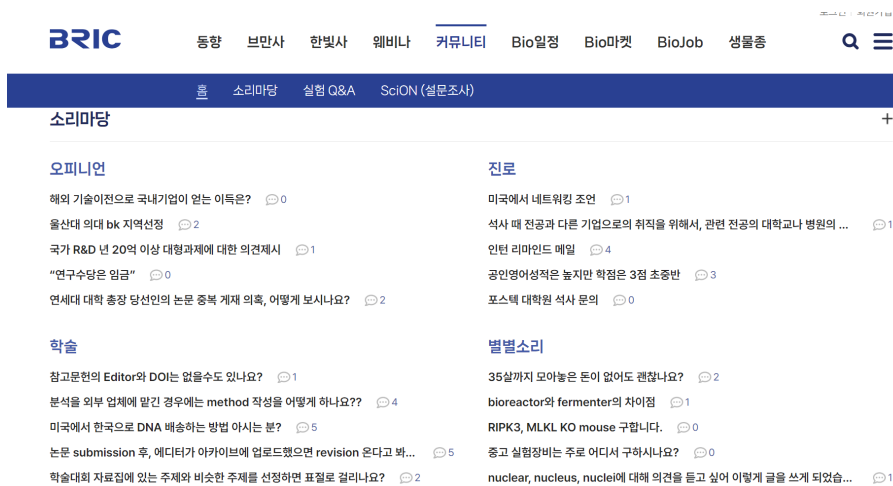 BRIC
동향 브만사 한빛사 웨비나 커뮤니티 Bio일정 Bio마켓 BioJob 생물종
홈 소리마당 실험 Q&A SciON (설문조사)
소리마당 +
오피니언
해외 기술이전으로 국내기업이 얻는 이득은? 0
울산대 의대 bk 지역선정 2
국가 R&D 년 20억 이상 대형과제에 대한 의견제시 1
“연구수당은 임금” 0
연세대 대학 총장 당선인의 논문 중복 게재 의혹, 어떻게 보시나요? 2
진로
미국에서 네트워킹 조언 1
석사 때 전공과 다른 기업으로의 취직을 위해서, 관련 전공의 대학교나 병원의 ... 1
인턴 리마인드 메일 4
공인영어성적은 높지만 학점은 3점 초중반 3
포스텍 대학원 석사 문의 0
학술
참고문헌의 Editor와 DOI는 없을수도 있나요? 1
분석을 외부 업체에 맡긴 경우에는 method 작성을 어떻게 하나요?? 4
미국에서 한국으로 DNA 배송하는 방법 아시는 분? 5
논문 submission 후, 에디터가 아카이브에 업로드했으면 revision 온다고 봐... 5
학술대회 자료집에 있는 주제와 비슷한 주제를 선정하면 표절로 걸리나요? 2
별별소리
35살까지 모아놓은 돈이 없어도 괜찮나요? 2
bioreactor와 fermenter의 차이점 1
RIPK3, MLKL KO mouse 구합니다. 0
중고 실험장비는 주로 어디서 구하시나요? 0
nuclear, nucleus, nuclei에 대해 의견을 듣고 싶어 이렇게 글을 쓰게 되었습... 1